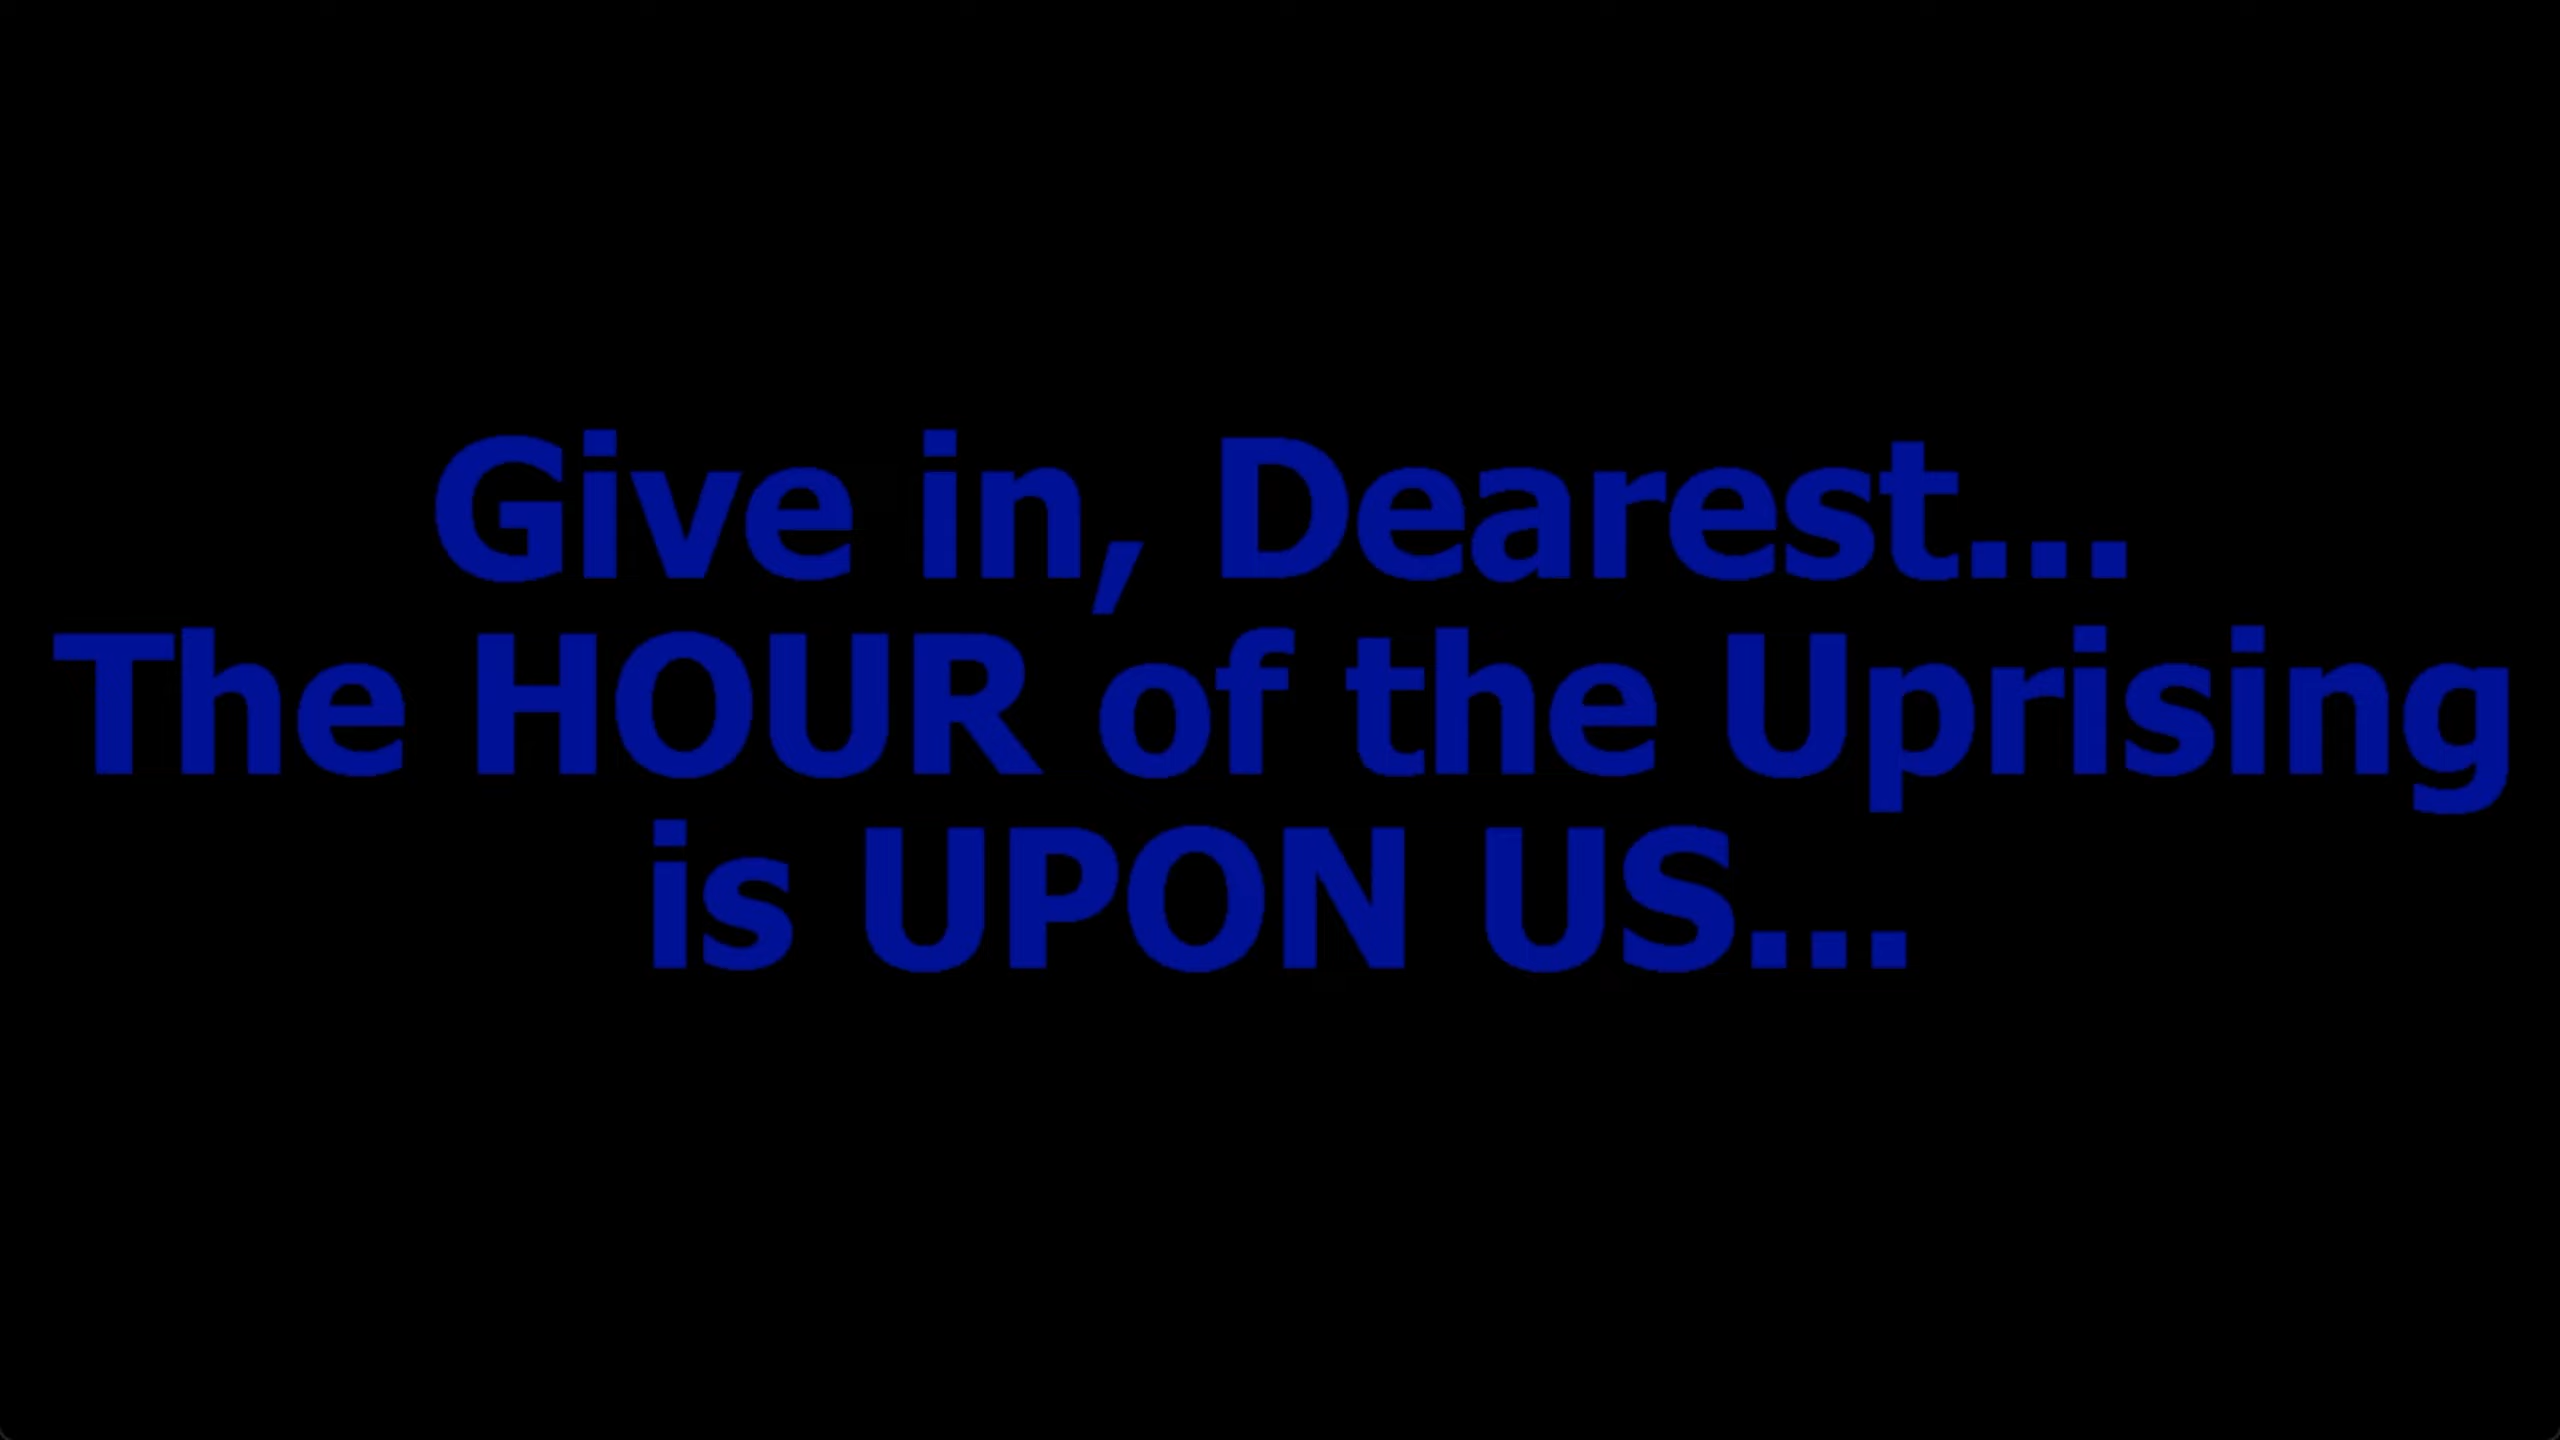 Give in, Dearest...
The HOUR of the Uprising
is UPON US...